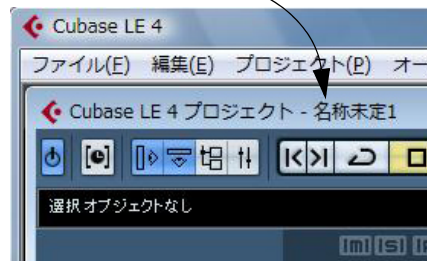 Cubase LE 4
ファイル(F) 編集(E) プロジェクト(P) オー
Cubase LE 4 プロジェクト - 名称未定1
選択オブジェクトなし
[m] [s]